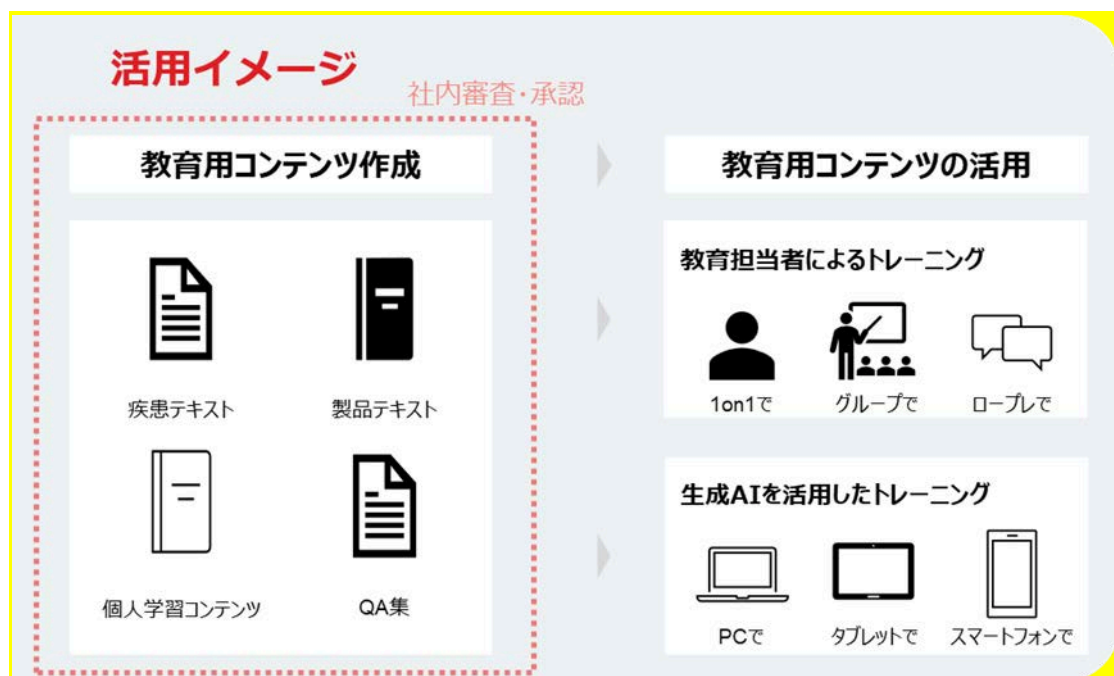 活用イメージ
社内審査・承認
教育用コンテンツ作成
疾患テキスト
製品テキスト
個人学習コンテンツ
QA集
教育用コンテンツの活用
教育担当者によるトレーニング
1on1で
グループで
ロープレで
生成AIを活用したトレーニング
PCで
タブレットで
スマートフォンで